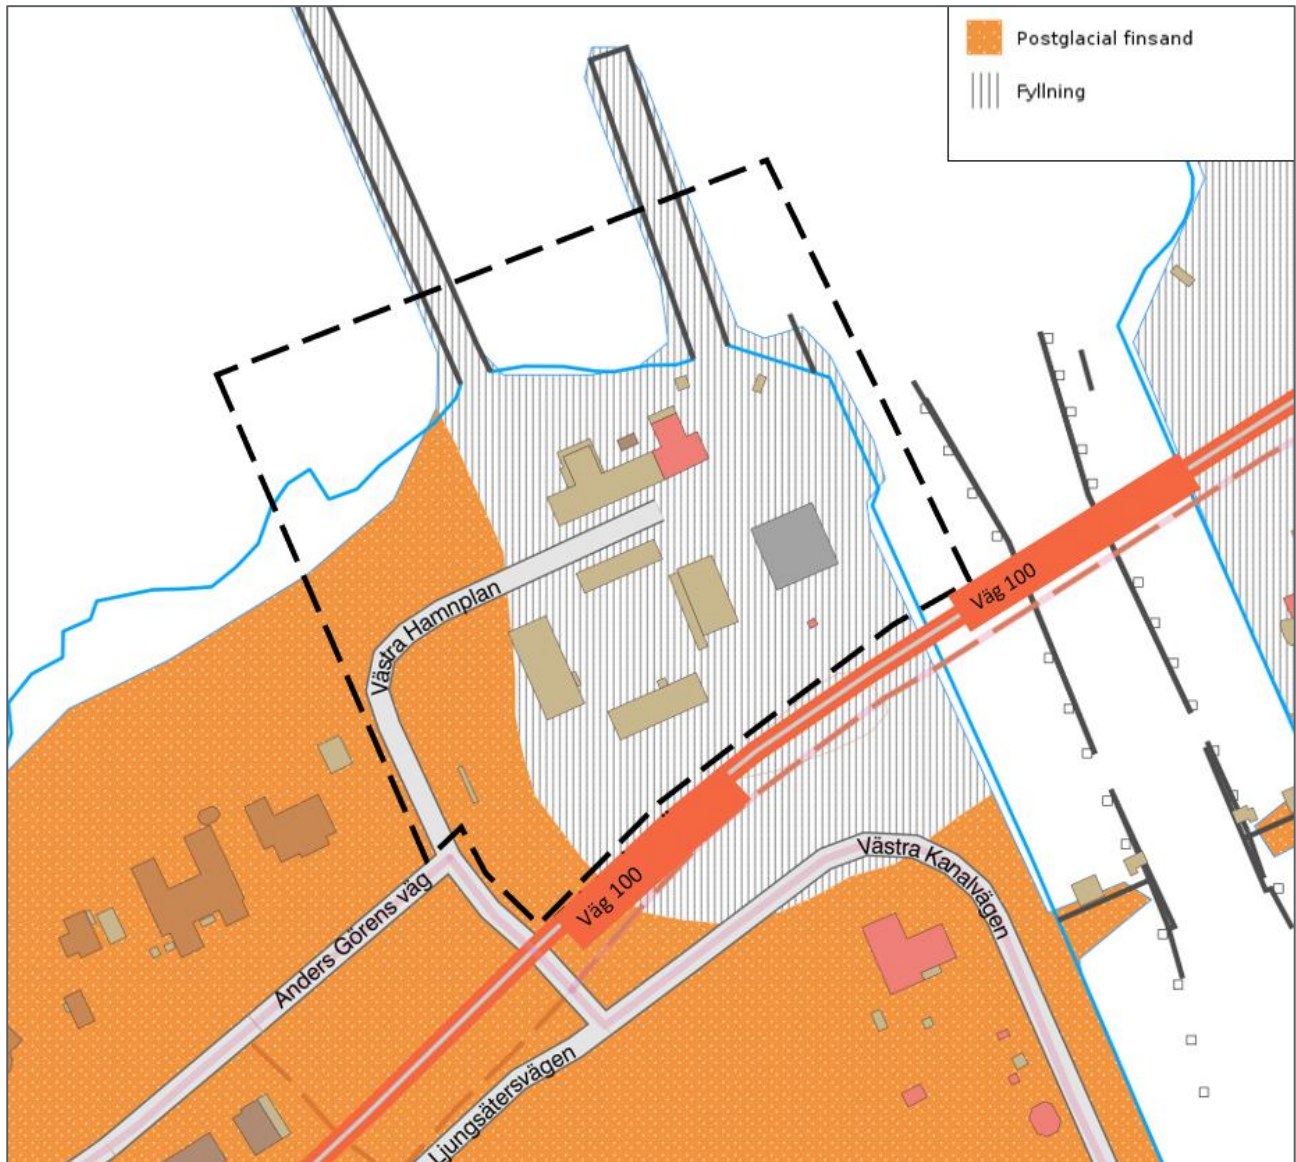 Postglacial finsand
Fyllning
Väg 100
Västra Hamnplan
Väg 100
Västra Kanalvägen
Anders Görens väg
Ljungsätersvägen